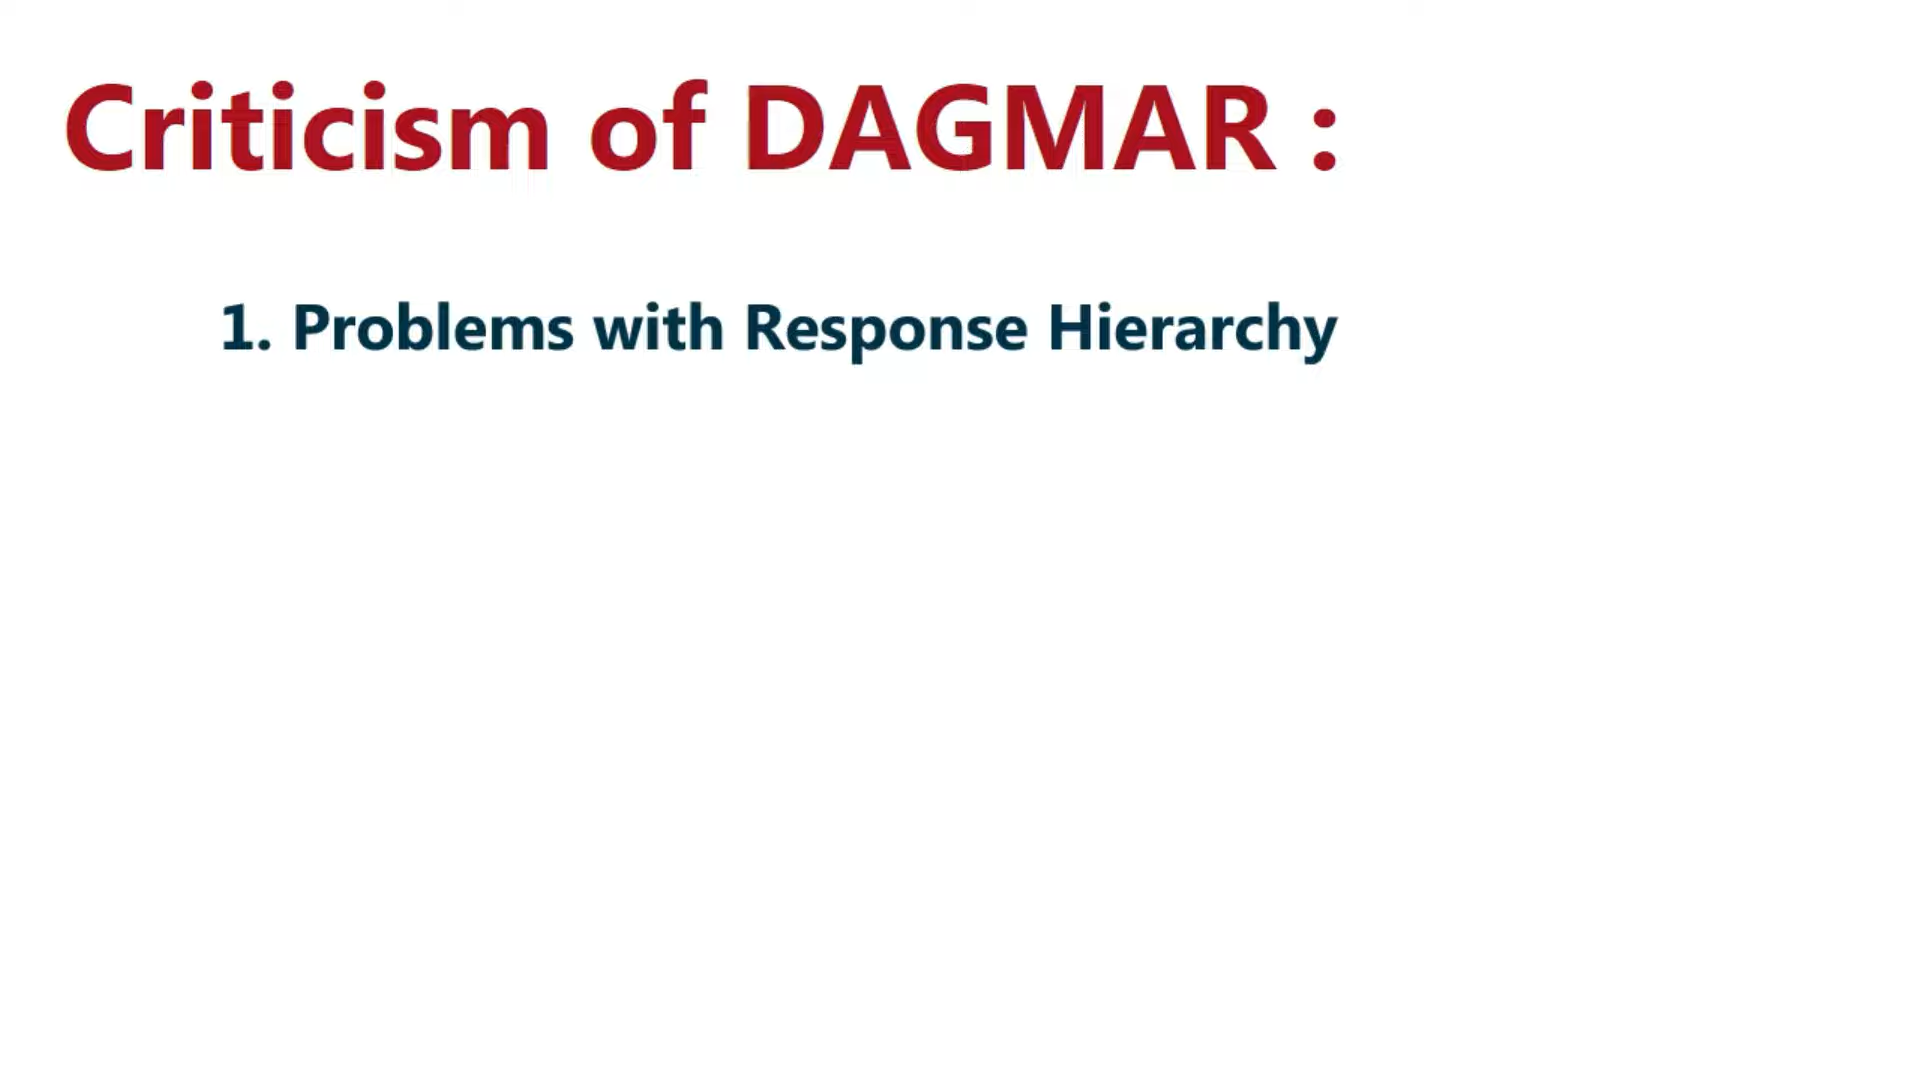 Criticism of DAGMAR :
1. Problems with Response Hierarchy